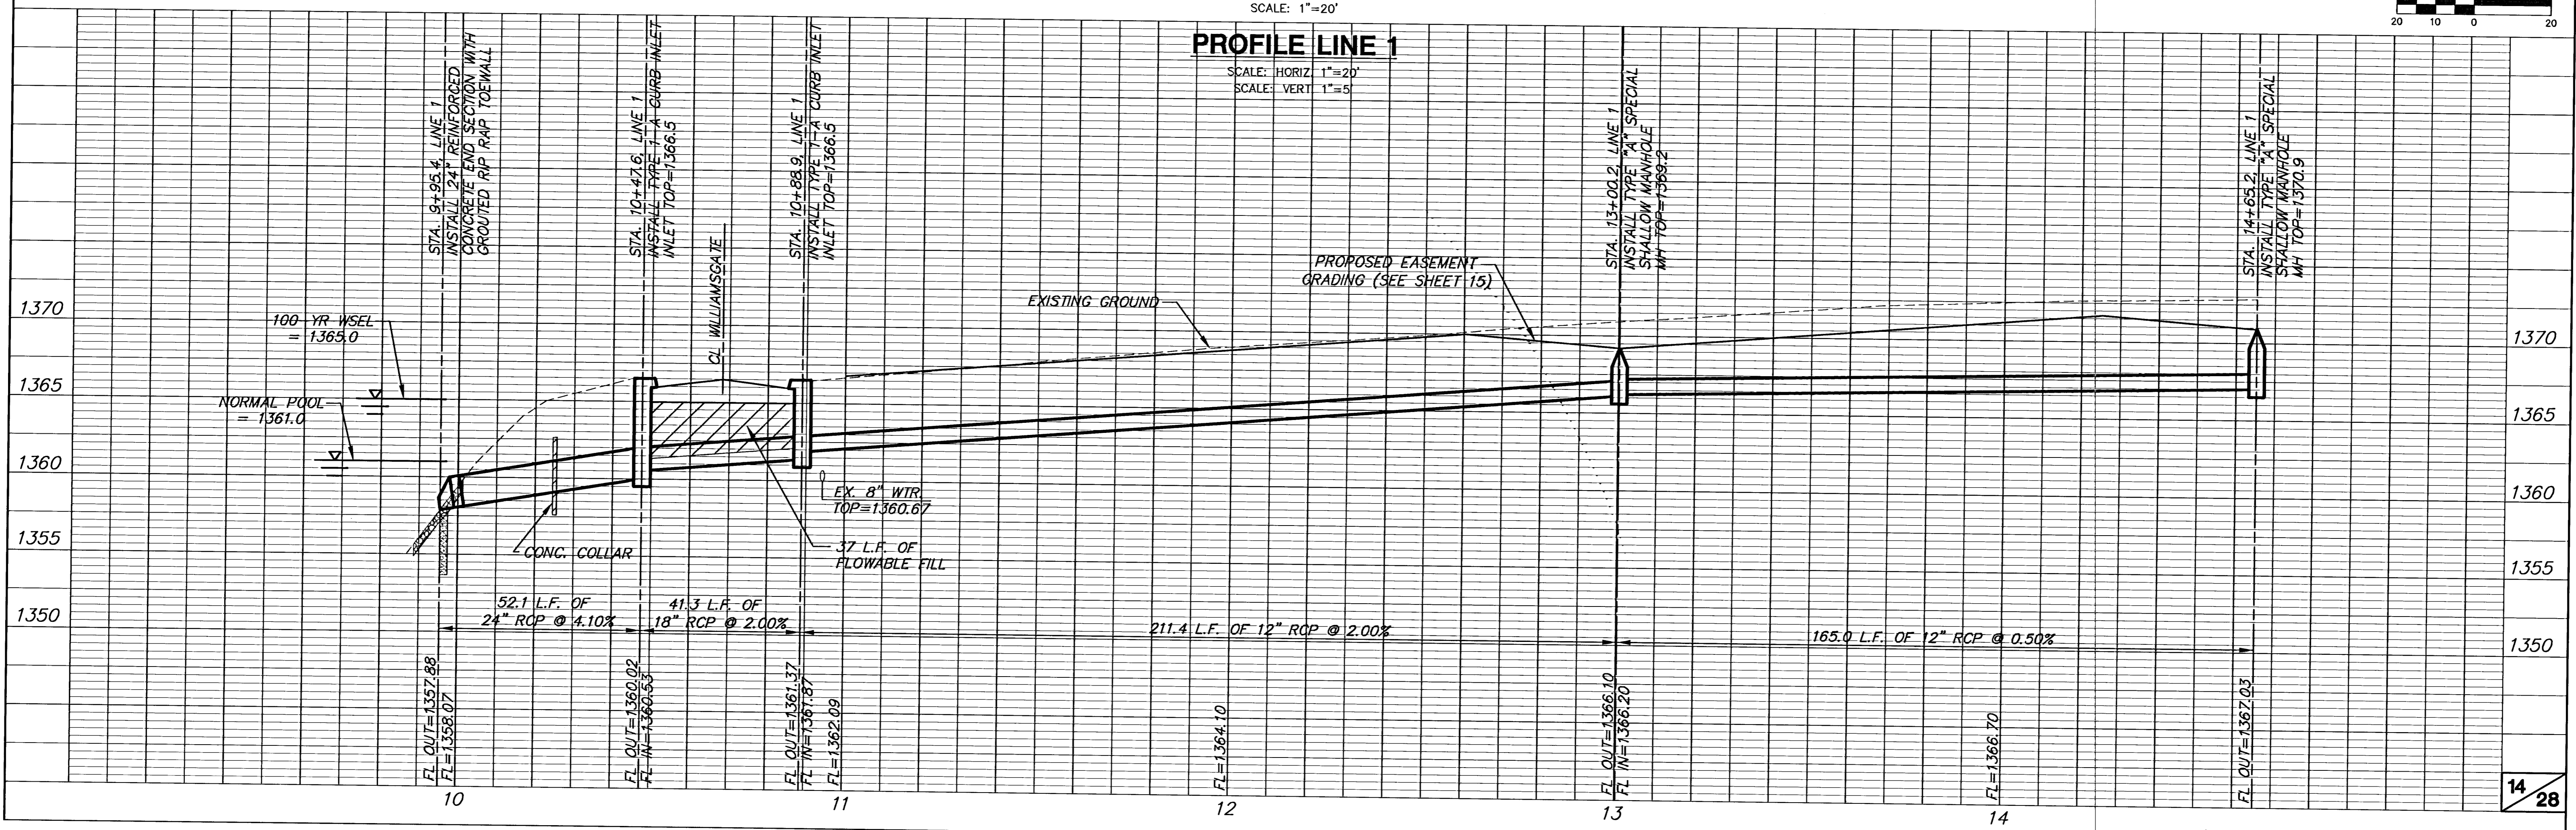 SCALE: 1"=20'
20 10 0 20
PROFILE LINE 1
SCALE: HORIZ. 1"=20'
SCALE: VERT. 1"=5'
STA. 9+95.4, LINE 1
INSTALL 24" REINFORCED
CONCRETE END SECTION WITH
GROUTED RIP RAP TOEWALL
STA. 10+47.6, LINE 1
INSTALL TYPE 1-A CURB INLET
INLET TOP=1366.5
CL WILLIAMSGATE
STA. 10+88.9, LINE 1
INSTALL TYPE 1-A CURB INLET
INLET TOP=1366.5
STA. 13+00.2, LINE 1
INSTALL TYPE "A" SPECIAL
SHALLOW MANHOLE
MH TOP=1369.2
STA. 14+65.2, LINE 1
INSTALL TYPE "A" SPECIAL
SHALLOW MANHOLE
MH TOP=1370.9
PROPOSED EASEMENT
GRADING (SEE SHEET 15)
EXISTING GROUND
100-YR WSEL
= 1365.0
NORMAL POOL
= 1361.0
1370
1365
1360
1355
1350
1370
1365
1360
1355
1350
EX. 8" WTR.
TOP=1360.67
CONC. COLLAR
37 L.F. OF
FLOWABLE FILL
52.1 L.F. OF
24" RCP @ 4.10%
41.3 L.F. OF
18" RCP @ 2.00%
211.4 L.F. OF 12" RCP @ 2.00%
165.0 L.F. OF 12" RCP @ 0.50%
FL OUT=1357.88
FL=1358.07
FL OUT=1360.02
FL IN=1360.53
FL OUT=1361.37
FL IN=1361.87
FL=1362.09
FL=1364.10
FL OUT=1366.10
FL IN=1366.20
FL=1366.70
FL OUT=1367.03
10
11
12
13
14
14/28